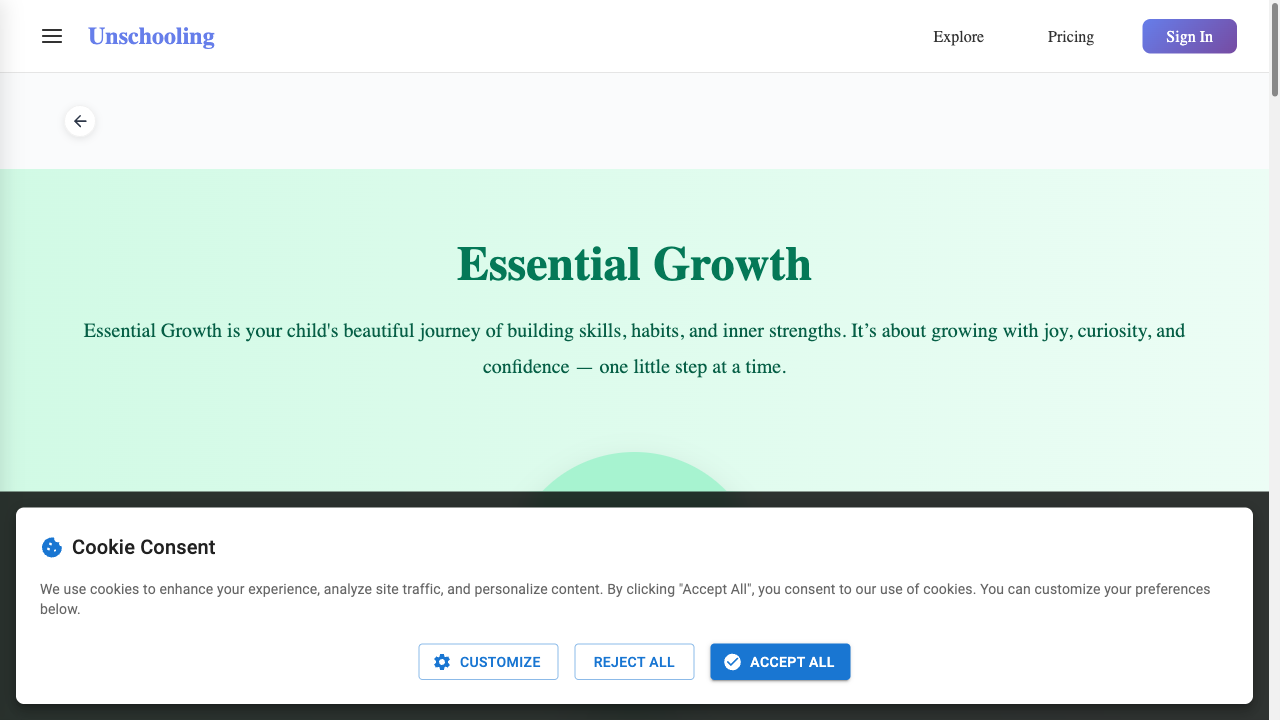 Unschooling
Explore
Pricing
Sign In
Essential Growth
Essential Growth is your child's beautiful journey of building skills, habits, and inner strengths. It’s about growing with joy, curiosity, and
confidence — one little step at a time.
Cookie Consent
We use cookies to enhance your experience, analyze site traffic, and personalize content. By clicking "Accept All", you consent to our use of cookies. You can customize your preferences
below.
CUSTOMIZE
REJECT ALL
ACCEPT ALL